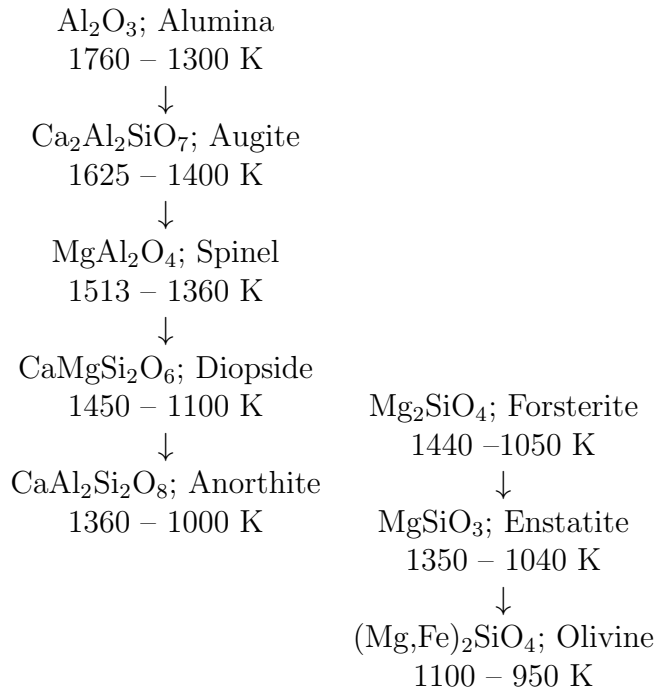 Al₂O₃; Alumina
1760 – 1300 K
↓
Ca₂Al₂SiO₇; Augite
1625 – 1400 K
↓
MgAl₂O₄; Spinel
1513 – 1360 K
↓
CaMgSi₂O₆; Diopside
1450 – 1100 K
↓
CaAl₂Si₂O₈; Anorthite
1360 – 1000 K
Mg₂SiO₄; Forsterite
1440 –1050 K
↓
MgSiO₃; Enstatite
1350 – 1040 K
↓
(Mg,Fe)₂SiO₄; Olivine
1100 – 950 K